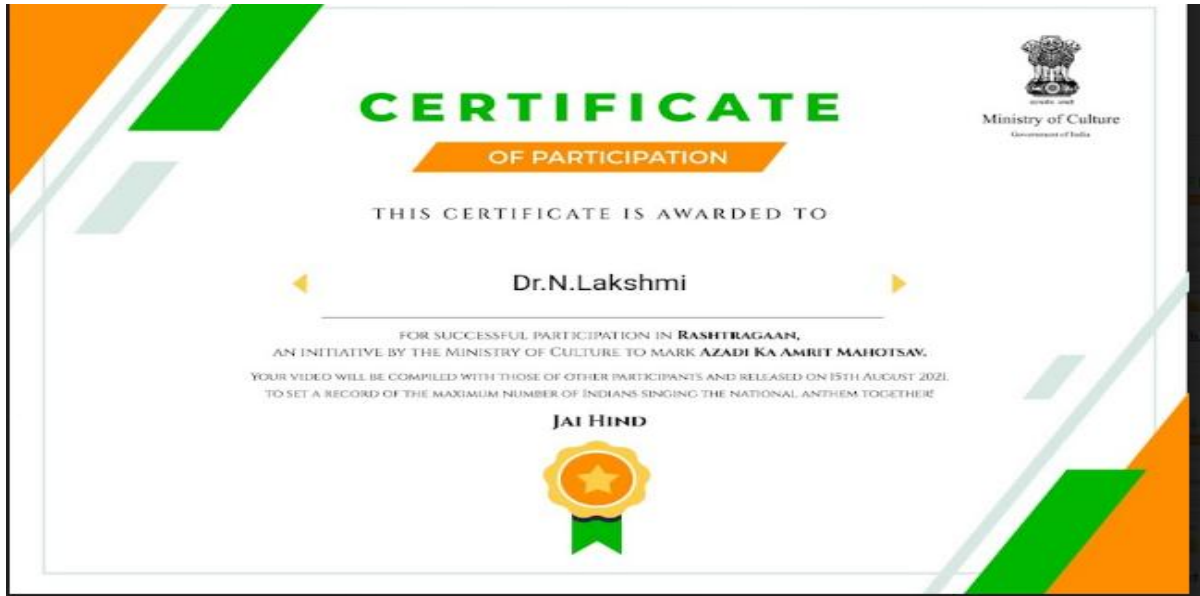 CERTIFICATE
OF PARTICIPATION
Ministry of Culture
Government of India
THIS CERTIFICATE IS AWARDED TO
Dr.N.Lakshmi
FOR SUCCESSFUL PARTICIPATION IN RASHTRAGAAN,
AN INITIATIVE BY THE MINISTRY OF CULTURE TO MARK AZADI KA AMRIT MAHOTSAV.
YOUR VIDEO WILL BE COMPILED WITH THOSE OF OTHER PARTICIPANTS AND RELEASED ON 15TH AUGUST 2021.
TO SET A RECORD OF THE MAXIMUM NUMBER OF INDIANS SINGING THE NATIONAL ANTHEM TOGETHER!
JAI HIND